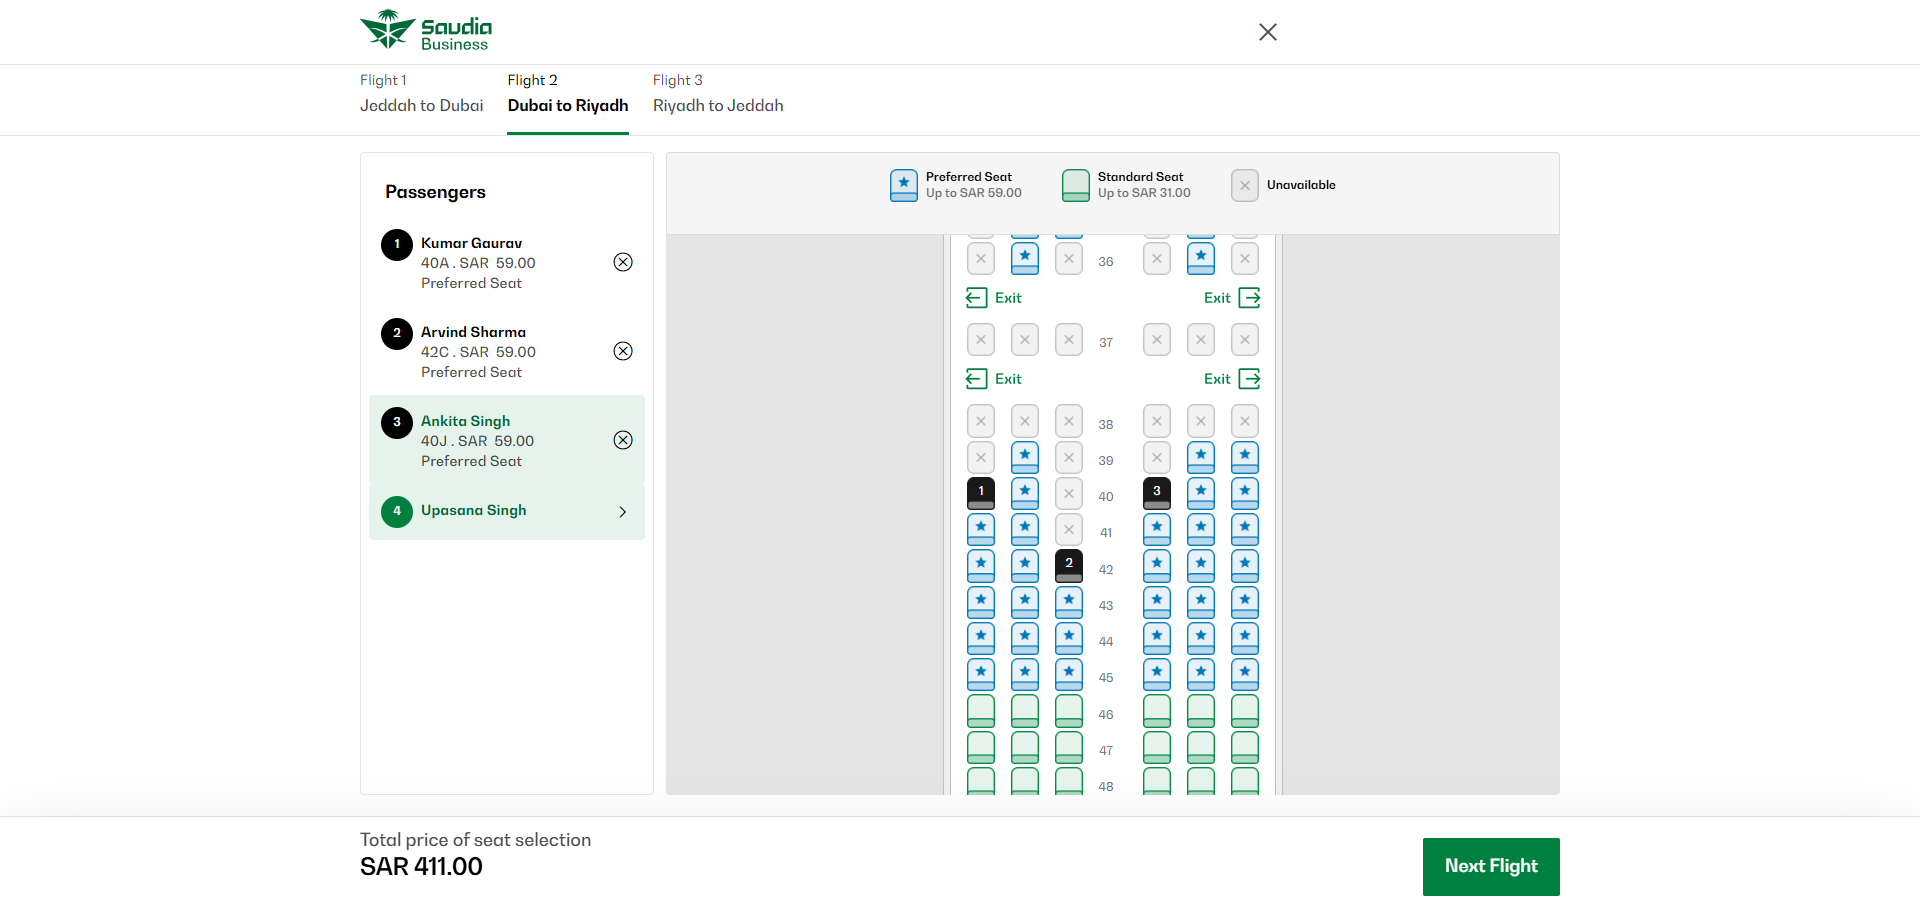 Saudia
Business
Flight 1
Jeddah to Dubai
Flight 2
Dubai to Riyadh
Flight 3
Riyadh to Jeddah
Passengers
1
Kumar Gaurav
40A . SAR 59.00
Preferred Seat
2
Arvind Sharma
42C . SAR 59.00
Preferred Seat
3
Ankita Singh
40J . SAR 59.00
Preferred Seat
4
Upasana Singh
Preferred Seat
Up to SAR 59.00
Standard Seat
Up to SAR 31.00
Unavailable
36
Exit
Exit
37
Exit
Exit
38
39
1
40
3
41
2
42
43
44
45
46
47
48
Total price of seat selection
SAR 411.00
Next Flight